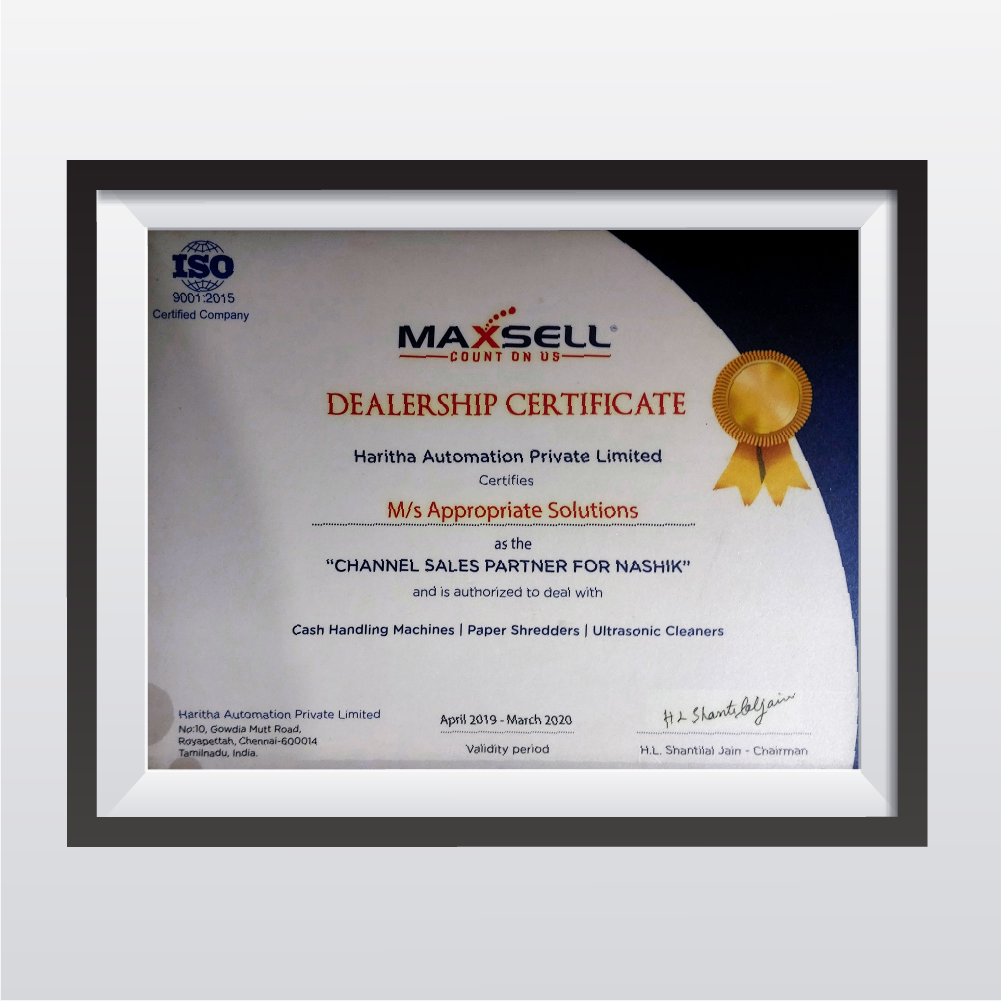 ISO
9001:2015
Certified Company
MAXSELL®
COUNT ON US
DEALERSHIP CERTIFICATE
Haritha Automation Private Limited
Certifies
M/s Appropriate Solutions
as the
“CHANNEL SALES PARTNER FOR NASHIK”
and is authorized to deal with
Cash Handling Machines | Paper Shredders | Ultrasonic Cleaners
Haritha Automation Private Limited
No:10, Gowdia Mutt Road,
Royapettah, Chennai-600014
Tamilnadu, India.
April 2019 - March 2020
Validity period
H L Shantilal Jain
H.L. Shantilal Jain - Chairman